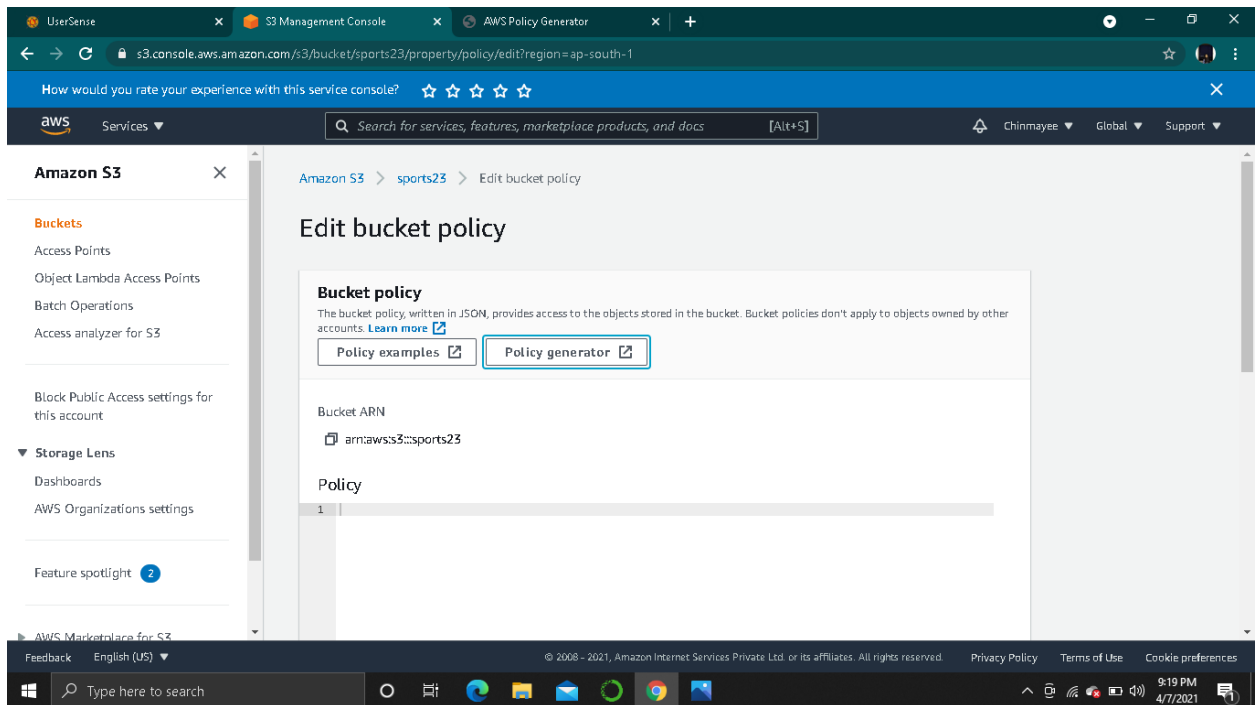 UserSense
S3 Management Console
AWS Policy Generator
s3.console.aws.amazon.com/s3/bucket/sports23/property/policy/edit?region=ap-south-1
How would you rate your experience with this service console?
aws
Services
Search for services, features, marketplace products, and docs [Alt+S]
Chinmayee
Global
Support
Amazon S3
Buckets
Access Points
Object Lambda Access Points
Batch Operations
Access analyzer for S3
Block Public Access settings for
this account
Storage Lens
Dashboards
AWS Organizations settings
Feature spotlight 2
AWS Marketplace for S3
Amazon S3 > sports23 > Edit bucket policy
Edit bucket policy
Bucket policy
The bucket policy, written in JSON, provides access to the objects stored in the bucket. Bucket policies don't apply to objects owned by other
accounts. Learn more
Policy examples
Policy generator
Bucket ARN
arn:aws:s3:::sports23
Policy
1
Feedback
English (US)
© 2008 - 2021, Amazon Internet Services Private Ltd. or its affiliates. All rights reserved.
Privacy Policy
Terms of Use
Cookie preferences
Type here to search
9:19 PM
4/7/2021
1